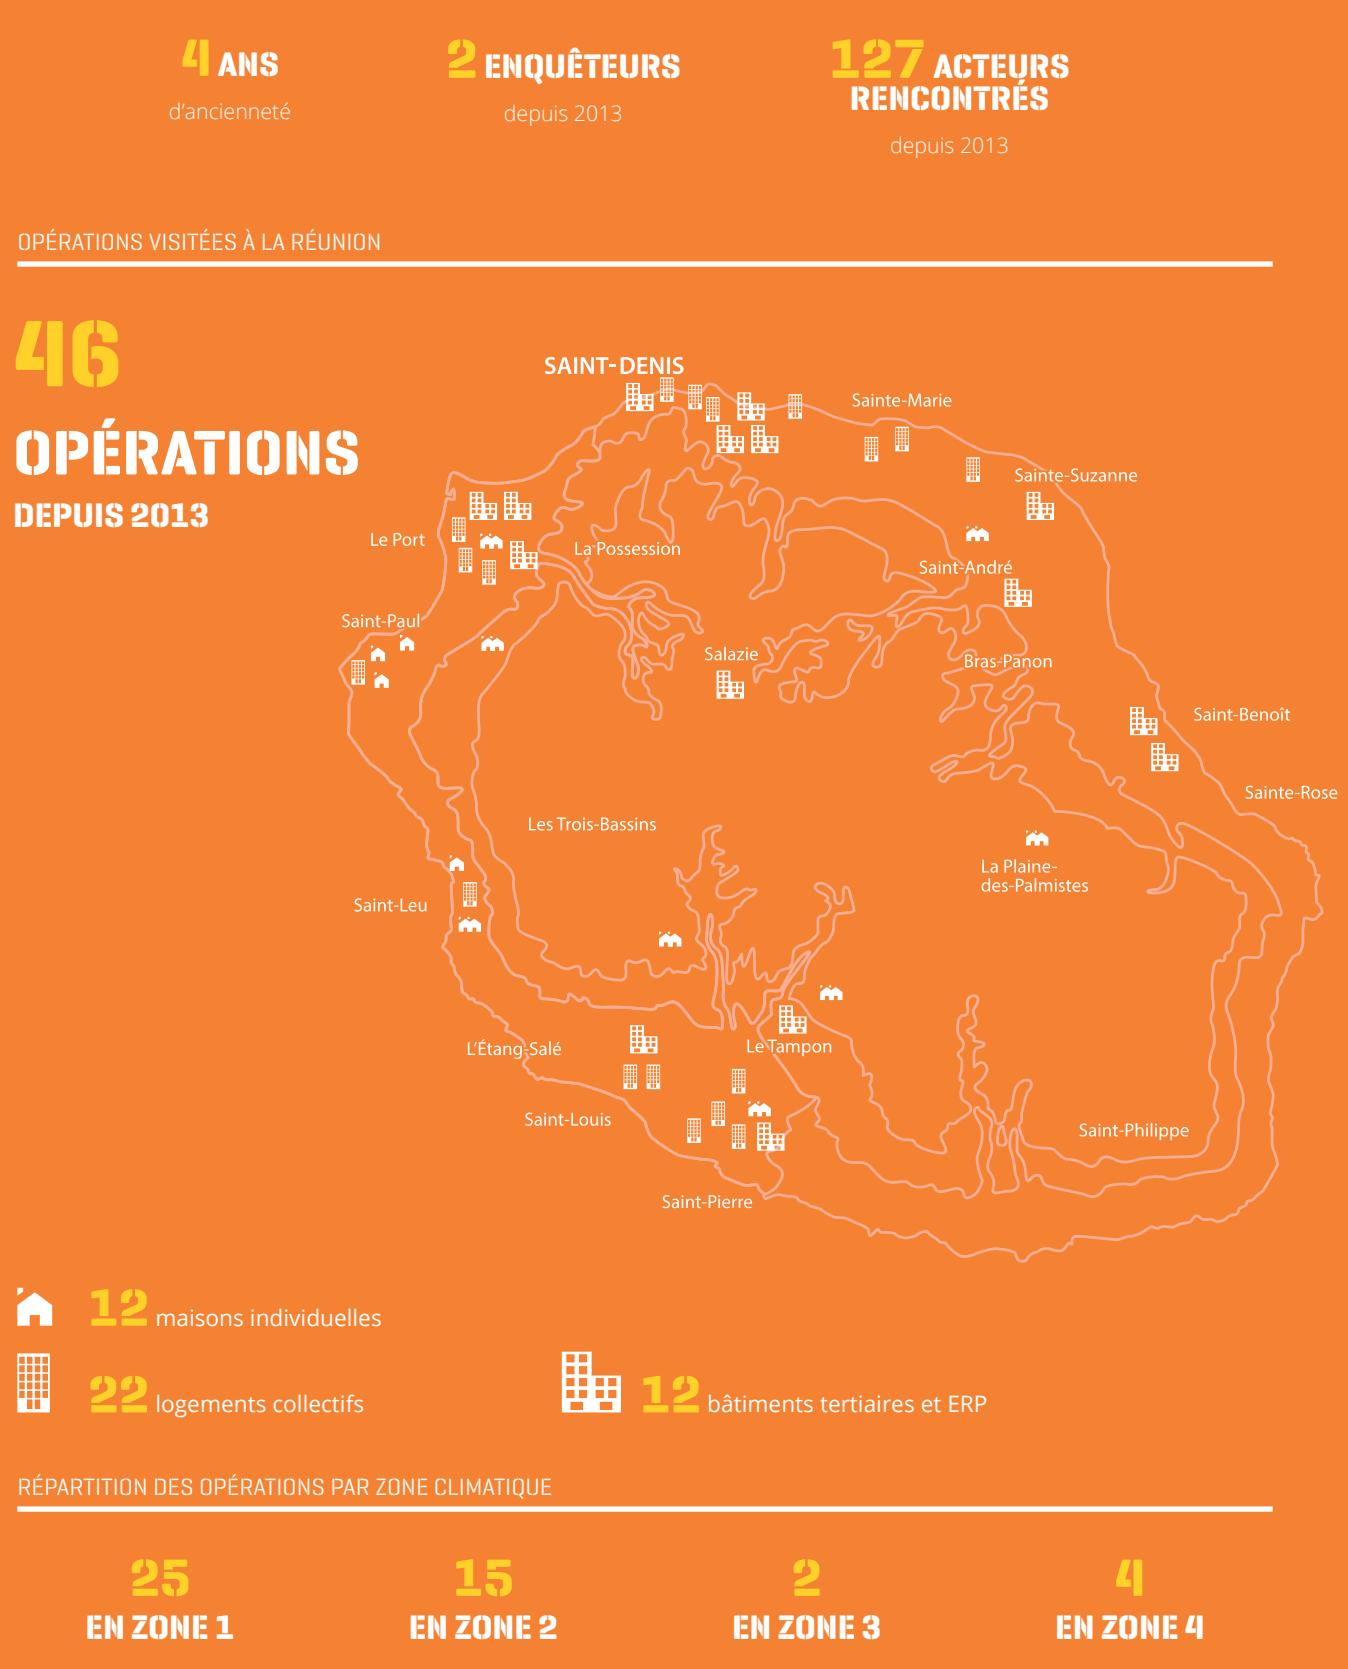 4 ANS
d'ancienneté
2 ENQUÊTEURS
depuis 2013
127 ACTEURS
RENCONTRÉS
depuis 2013
OPÉRATIONS VISITÉES À LA RÉUNION
46
OPÉRATIONS
DEPUIS 2013
SAINT-DENIS
Sainte-Marie
Sainte-Suzanne
Le Port
La Possession
Saint-André
Saint-Paul
Salazie
Bras-Panon
Saint-Benoît
Sainte-Rose
Les Trois-Bassins
La Plaine-
des-Palmistes
Saint-Leu
L'Étang-Salé
Le Tampon
Saint-Louis
Saint-Philippe
Saint-Pierre
12 maisons individuelles
22 logements collectifs
12 bâtiments tertiaires et ERP
RÉPARTITION DES OPÉRATIONS PAR ZONE CLIMATIQUE
25
EN ZONE 1
15
EN ZONE 2
2
EN ZONE 3
4
EN ZONE 4